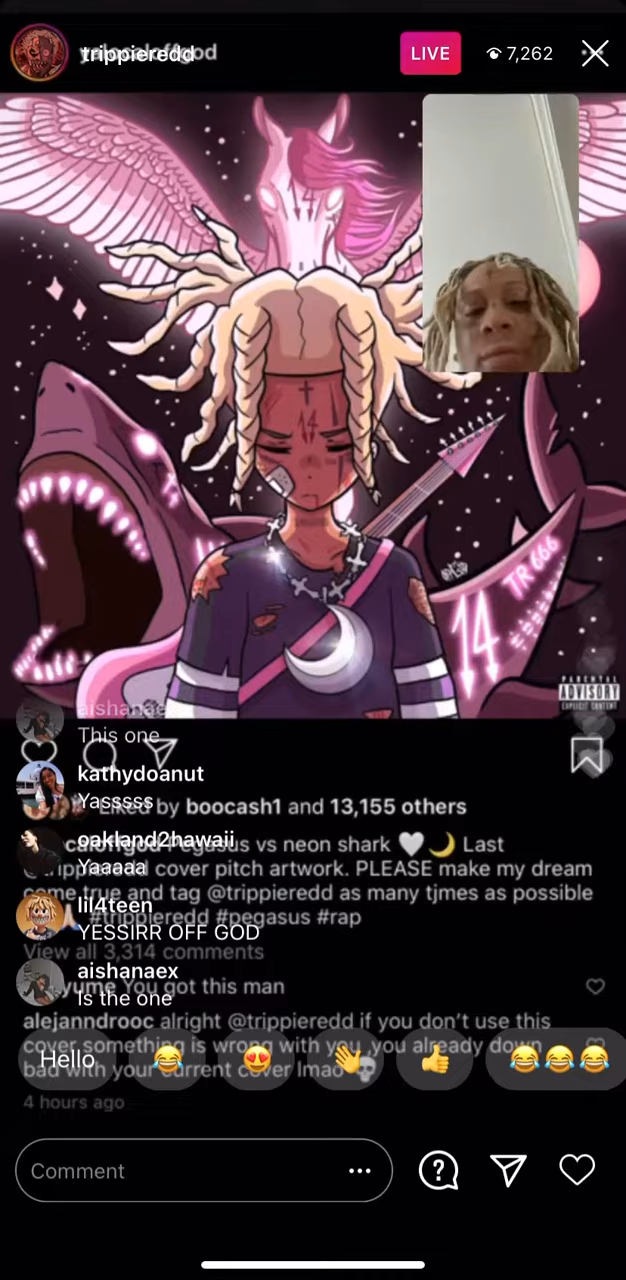 trippieredd
LIVE
7,262
14
TR 666
14
PARENTAL
ADVISORY
EXPLICIT CONTENT
aishanaex
This one
kathydoanut
Yasssss
Liked by boocash1 and 13,155 others
oakland2hawaii
Yaaaaa
Pegasus vs neon shark 🤍🌙 Last
cover pitch artwork. PLEASE make my dream
come true and tag @trippieredd as many tjmes as possible
lil4teen
#trippieredd #pegasus #rap
YESSIRR OFF GOD
View all 3,314 comments
aishanaex
You got this man
Is the one
alejanndrooc alright @trippieredd if you don't use this
cover something is wrong with you, you already down
bad with your current cover lmao 💀
Hello 😂 😍 👋 👍 😂😂😂
4 hours ago
Comment